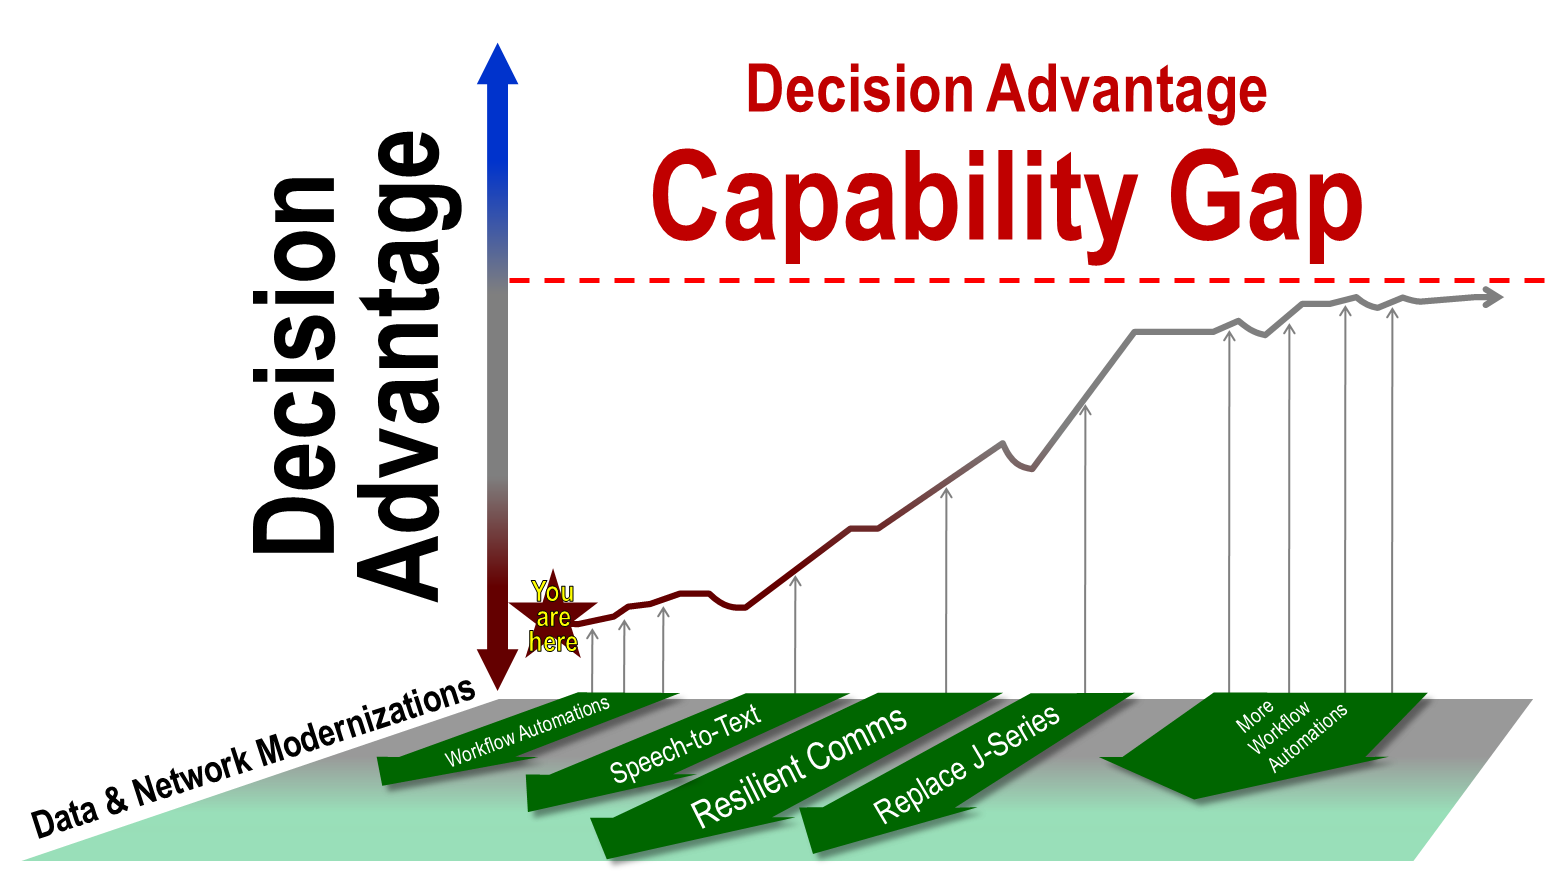 Decision Advantage
Capability Gap
Decision
Advantage
You
are
here
Data & Network Modernizations
Workflow Automations
Speech-to-Text
Resilient Comms
Replace J-Series
More
Workflow
Automations